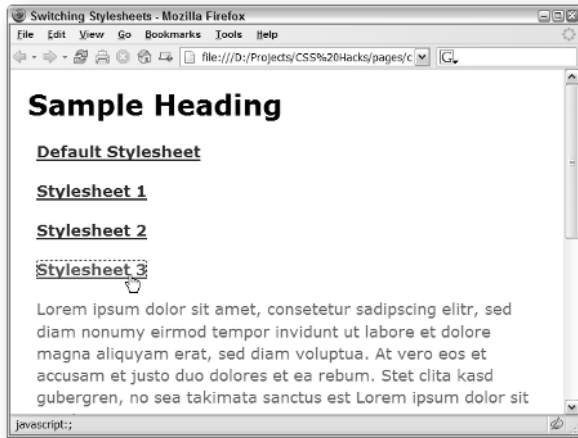 Switching Stylesheets - Mozilla Firefox
File Edit View Go Bookmarks Tools Help
file:///D:/Projects/CSS%20Hacks/pages/c G
Sample Heading
Default Stylesheet
Stylesheet 1
Stylesheet 2
Stylesheet 3
Lorem ipsum dolor sit amet, consetetur sadipscing elitr, sed
diam nonumy eirmod tempor invidunt ut labore et dolore
magna aliquyam erat, sed diam voluptua. At vero eos et
accusam et justo duo dolores et ea rebum. Stet clita kasd
gubergren, no sea takimata sanctus est Lorem ipsum dolor sit
javascript:;